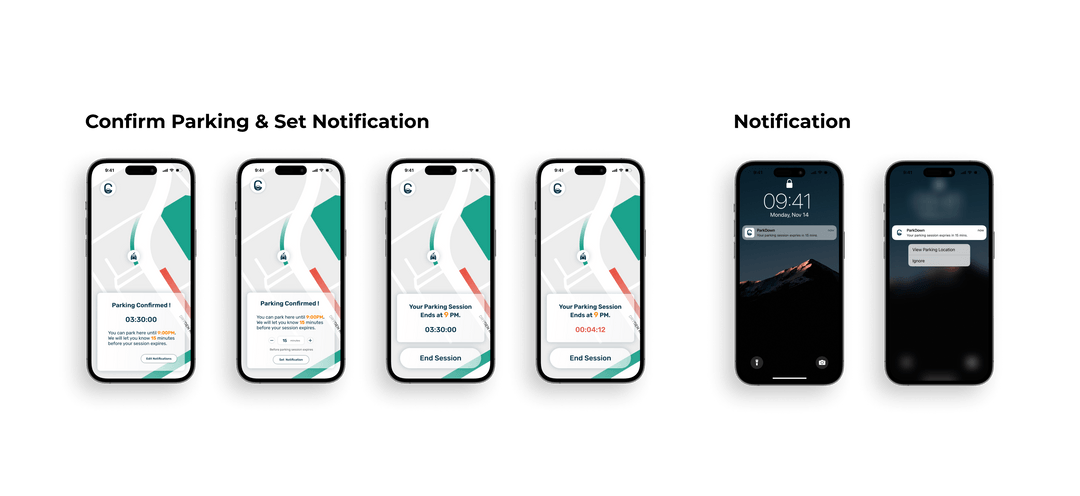 Confirm Parking & Set Notification
Notification
9:41
Parking Confirmed !
03:30:00
You can park here until 9:00PM,
We will let you know 15 minutes
before your session expires.
Edit Notifications
9:41
Parking Confirmed !
You can park here until 9:00PM,
We will let you know 15 minutes
before your session expires.
− 15 minutes +
Before parking session expires
Set Notification
9:41
Your Parking Session
Ends at 9 PM.
03:30:00
End Session
9:41
Your Parking Session
Ends at 9 PM.
00:04:12
End Session
09:41
Monday, Nov 14
ParkDown
now
Your parking session expires in 15 mins.
ParkDown
now
Your parking session expires in 15 mins.
View Parking Location
Ignore